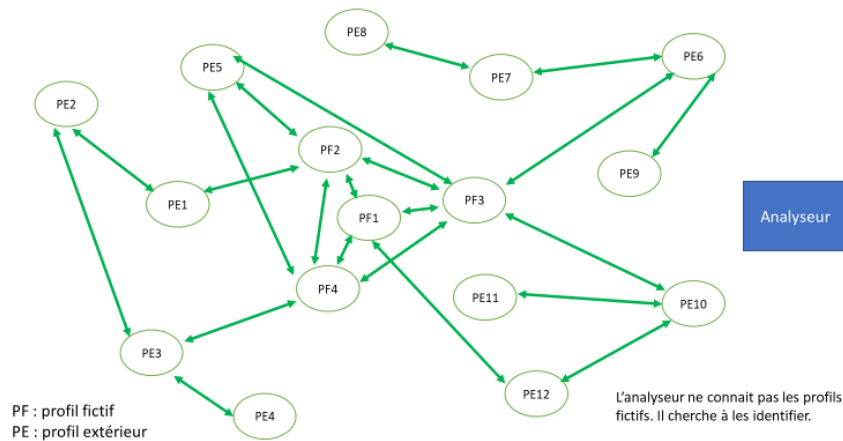 PE8
PE6
PE5
PE7
PE2
PF2
PE9
PE1
PF3
PF1
Analyseur
PF4
PE11
PE10
PE3
PE12
PE4
L'analyseur ne connait pas les profils
fictifs. Il cherche à les identifier.
PF : profil fictif
PE : profil extérieur